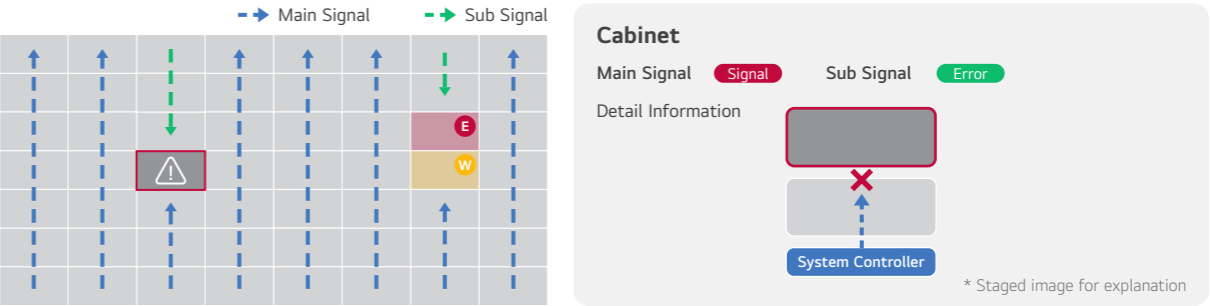 Main Signal
Sub Signal
E
W
Cabinet
Main Signal Signal Sub Signal Error
Detail Information
System Controller
* Staged image for explanation